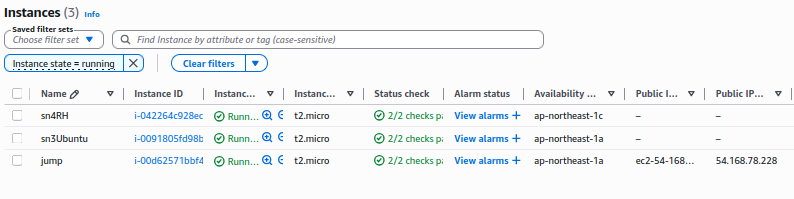 Instances (3) Info
Saved filter sets
Choose filter set
Find Instance by attribute or tag (case-sensitive)
Instance state = running
Clear filters
Name Instance ID Instanc... Instanc... Status check Alarm status Availability ... Public I... Public IP...
sn4RH i-042264c928ec Runn... t2.micro 2/2 checks pa View alarms + ap-northeast-1c – –
sn3Ubuntu i-0091805fd98b Runn... t2.micro 2/2 checks pa View alarms + ap-northeast-1a – –
jump i-00d62571bbf4 Runn... t2.micro 2/2 checks pa View alarms + ap-northeast-1a ec2-54-168... 54.168.78.228